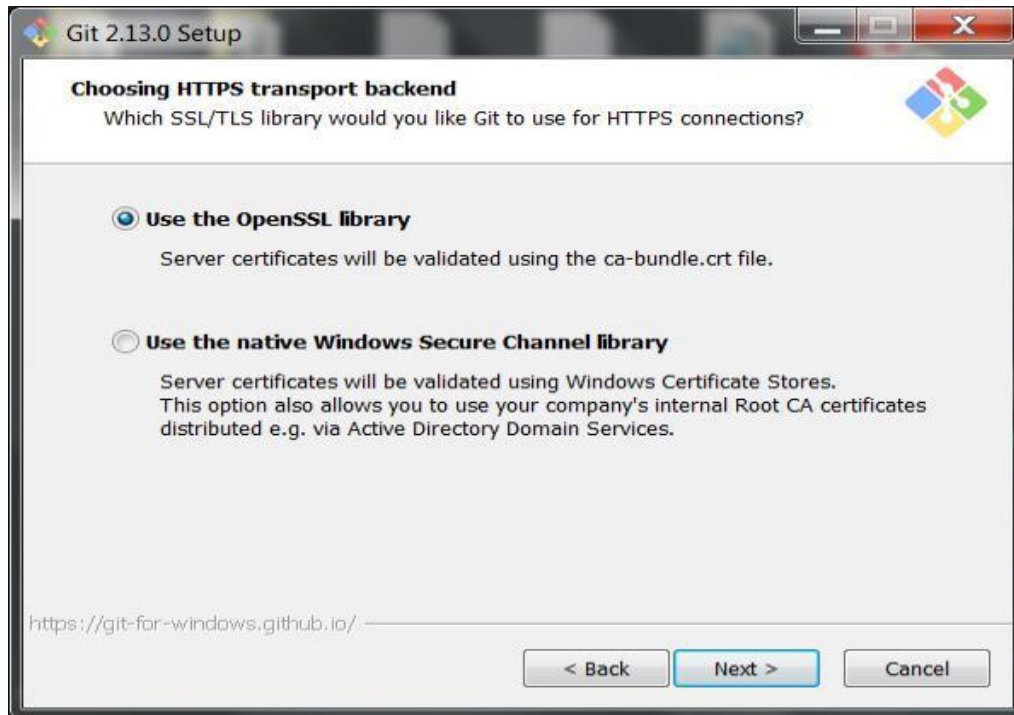 Git 2.13.0 Setup
Choosing HTTPS transport backend
Which SSL/TLS library would you like Git to use for HTTPS connections?
Use the OpenSSL library
Server certificates will be validated using the ca-bundle.crt file.
Use the native Windows Secure Channel library
Server certificates will be validated using Windows Certificate Stores.
This option also allows you to use your company's internal Root CA certificates
distributed e.g. via Active Directory Domain Services.
https://git-for-windows.github.io/
< Back Next > Cancel